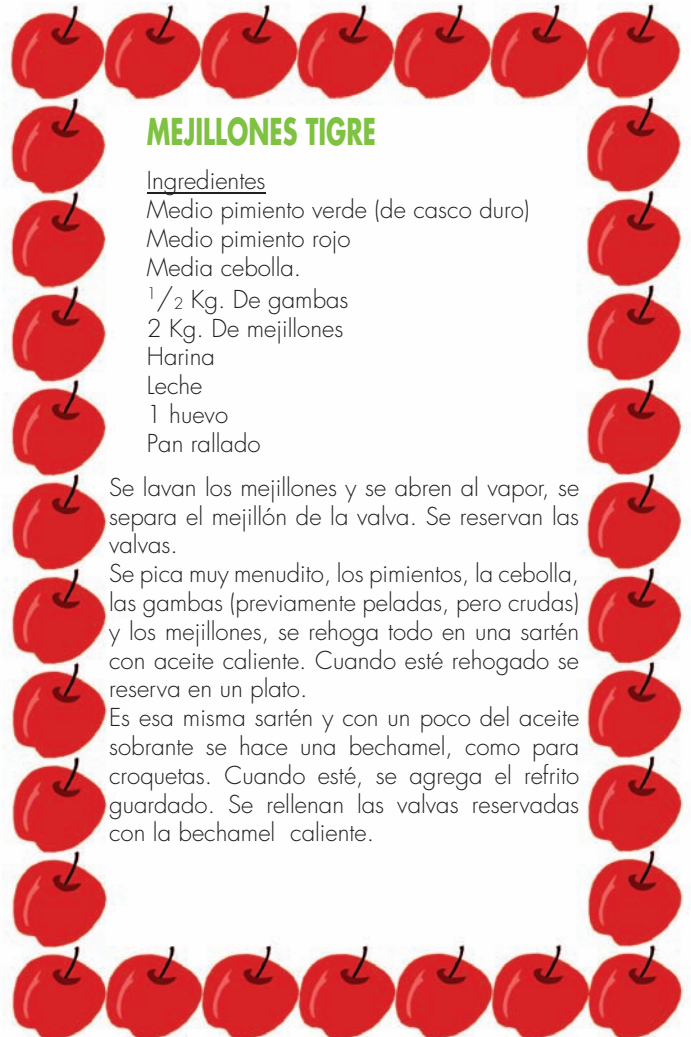 MEJILLONES TIGRE
Ingredientes
Medio pimiento verde (de casco duro)
Medio pimiento rojo
Media cebolla.
1/2 Kg. De gambas
2 Kg. De mejillones
Harina
Leche
1 huevo
Pan rallado
Se lavan los mejillones y se abren al vapor, se
separa el mejillón de la valva. Se reservan las
valvas.
Se pica muy menudito, los pimientos, la cebolla,
las gambas (previamente peladas, pero crudas)
y los mejillones, se rehoga todo en una sartén
con aceite caliente. Cuando esté rehogado se
reserva en un plato.
Es esa misma sartén y con un poco del aceite
sobrante se hace una bechamel, como para
croquetas. Cuando esté, se agrega el refrito
guardado. Se rellenan las valvas reservadas
con la bechamel caliente.